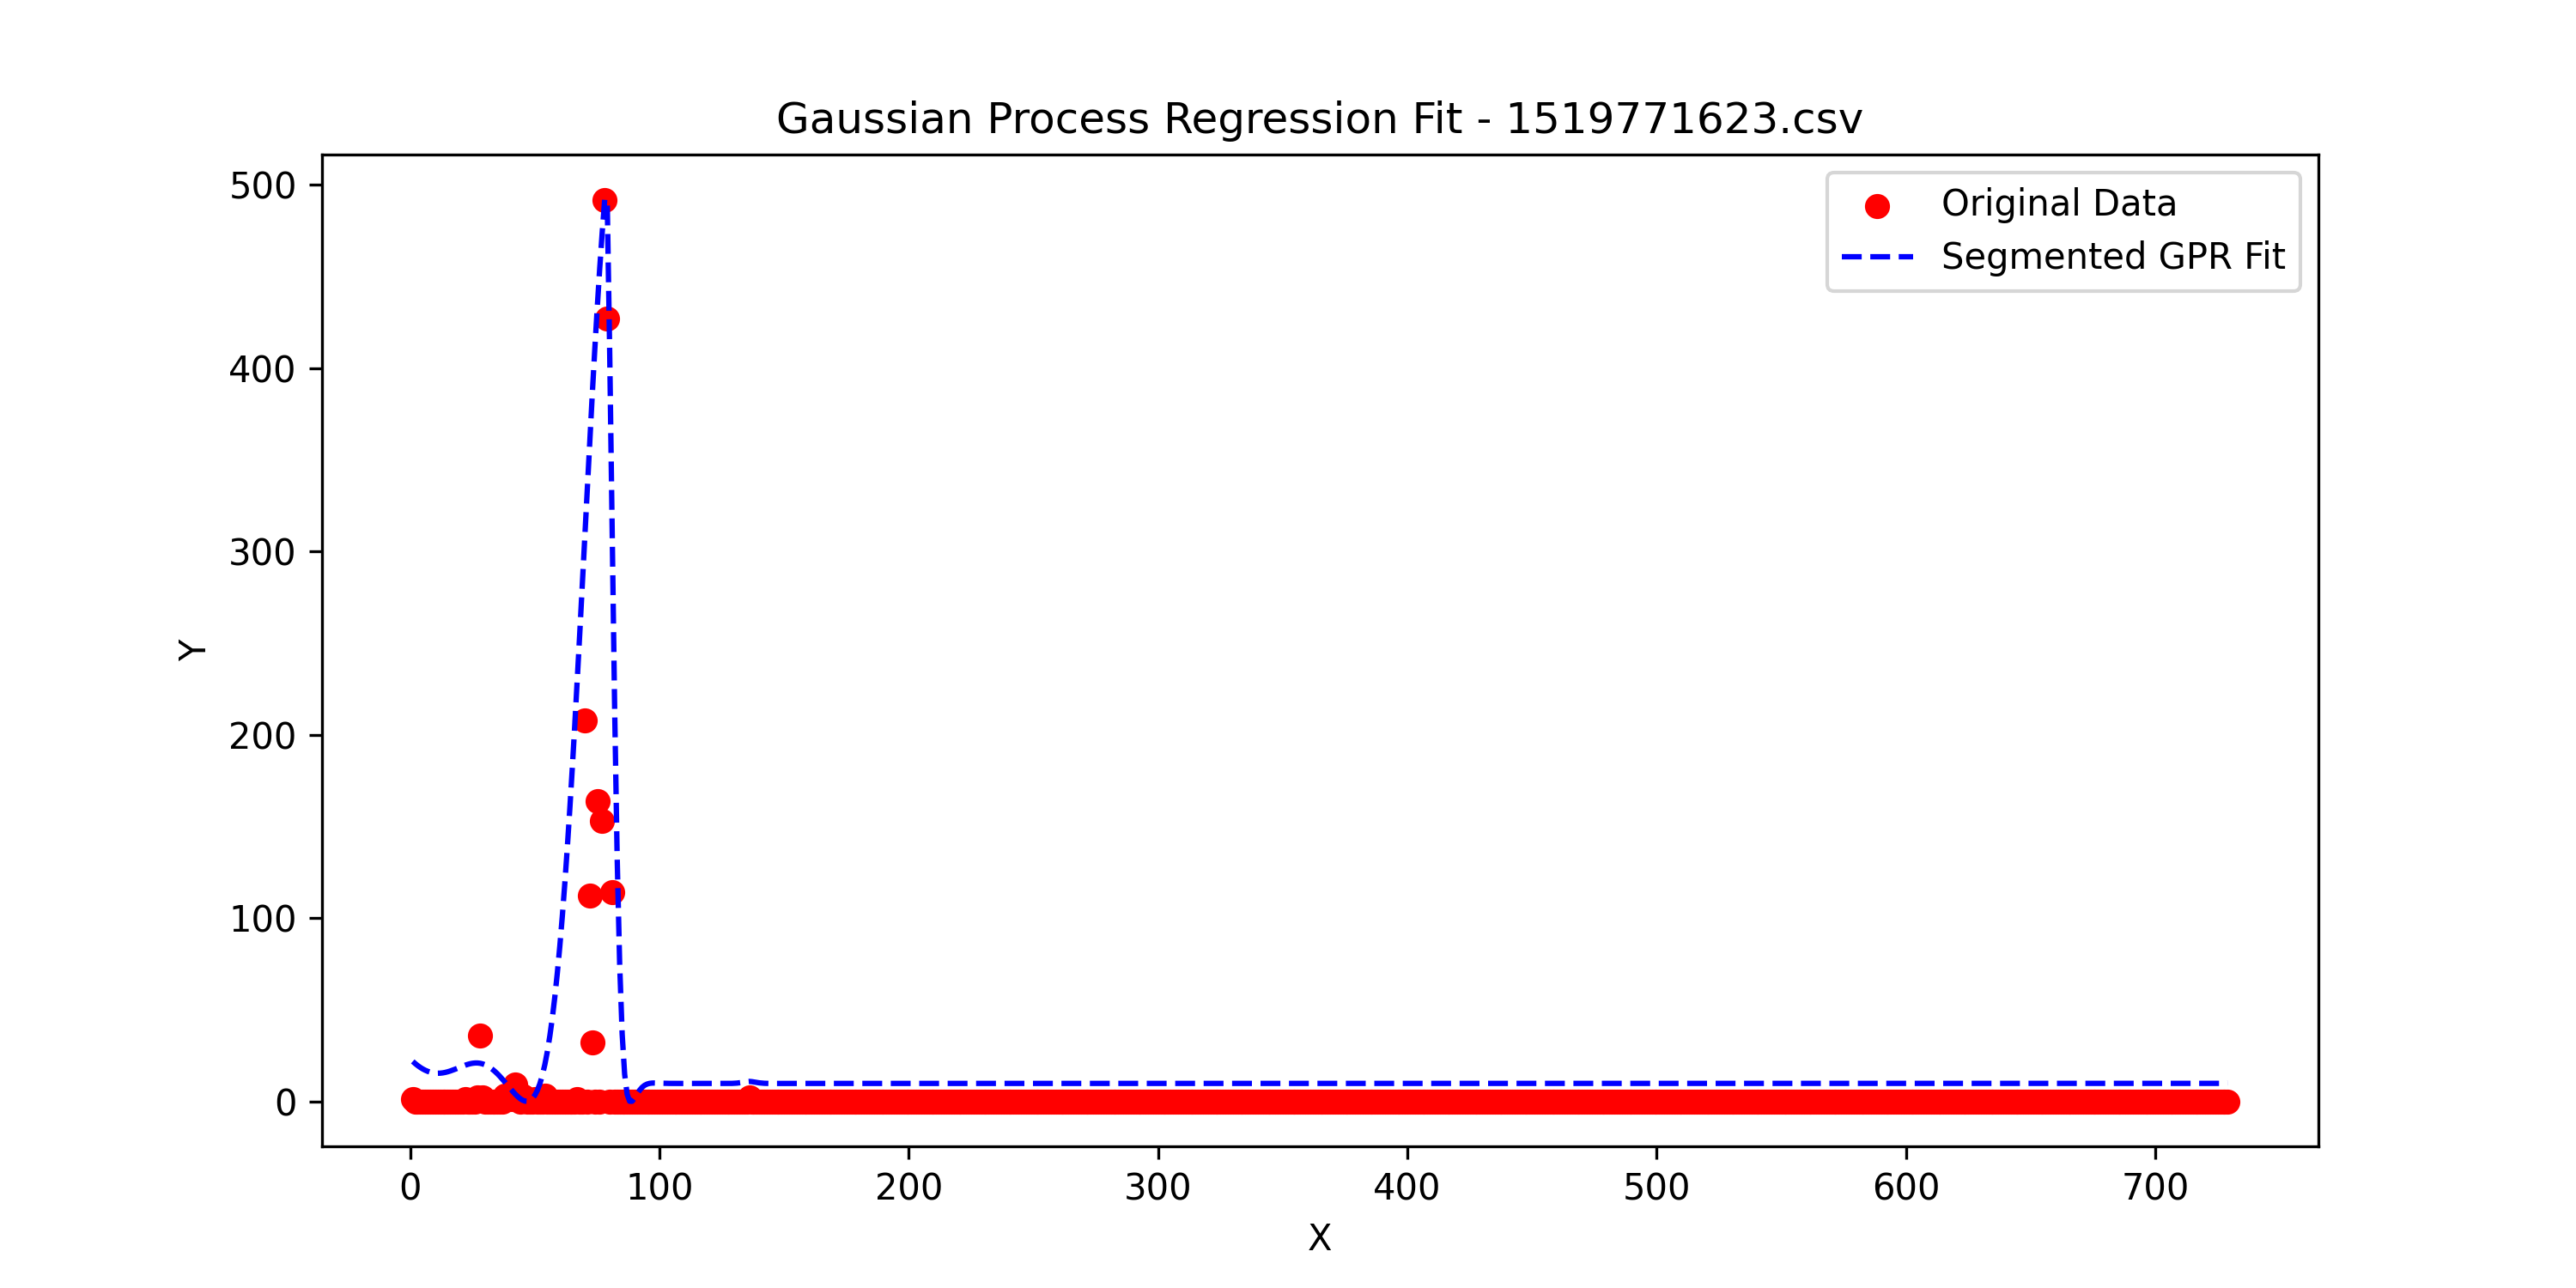 Gaussian Process Regression Fit - 1519771623.csv
Original Data
Segmented GPR Fit
500
400
300
200
100
0
Y
0 100 200 300 400 500 600 700
X